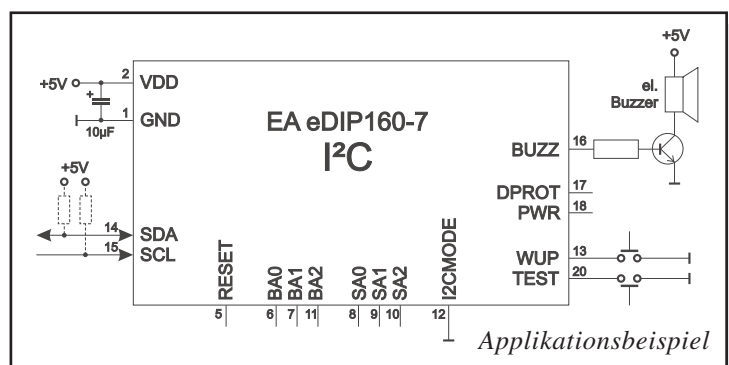 +5V
+5V
2
VDD
+
1
GND
10µF
EA eDIP160-7
I²C
el.
Buzzer
BUZZ
16
DPROT
17
PWR
18
+5V
14
SDA
15
SCL
WUP
13
TEST
20
RESET
BA0
BA1
BA2
SA0
SA1
SA2
I2CMODE
5
6
7
11
8
9
10
12
Applikationsbeispiel